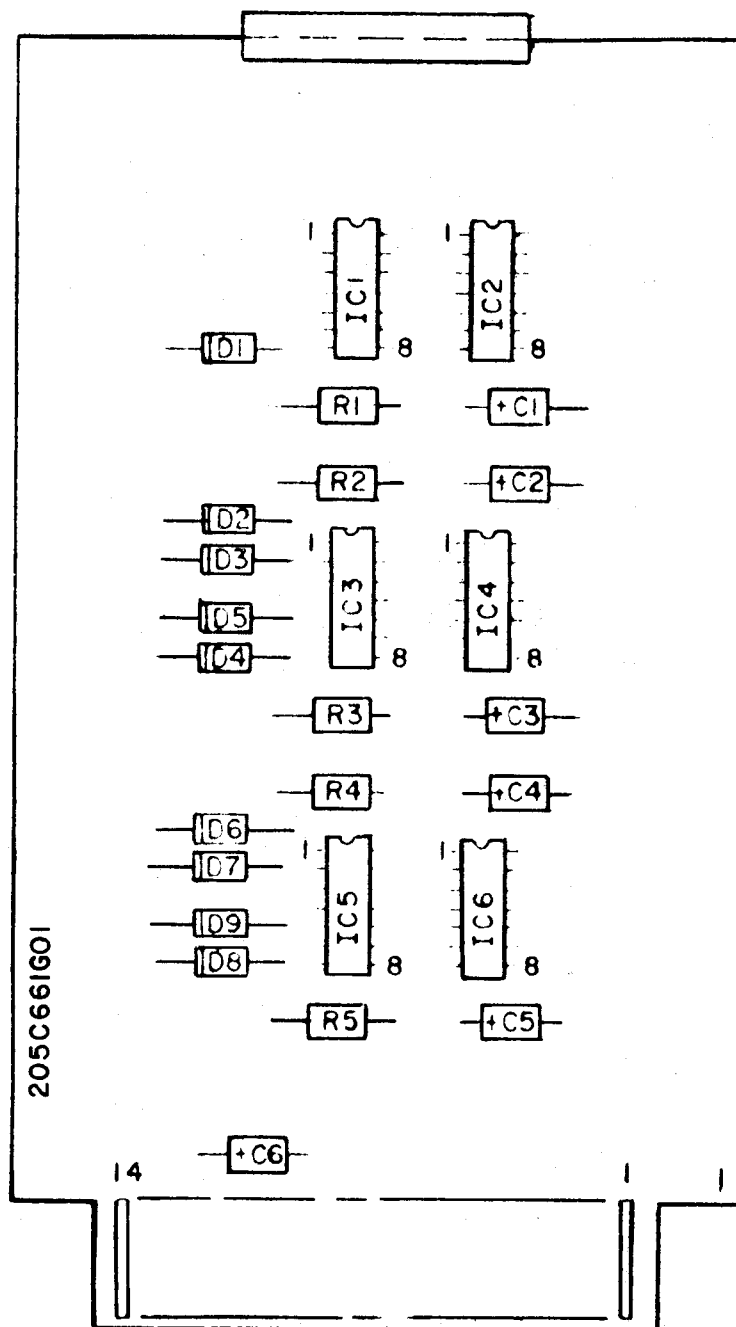 1 IC1 8
1 IC2 8
D1
R1
+C1
R2
+C2
D2
D3
1 IC3 8
1 IC4 8
D5
D4
R3
+C3
R4
+C4
D6
D7
1 IC5 8
1 IC6 8
D9
D8
R5
+C5
205C661G01
+C6
14
1
1